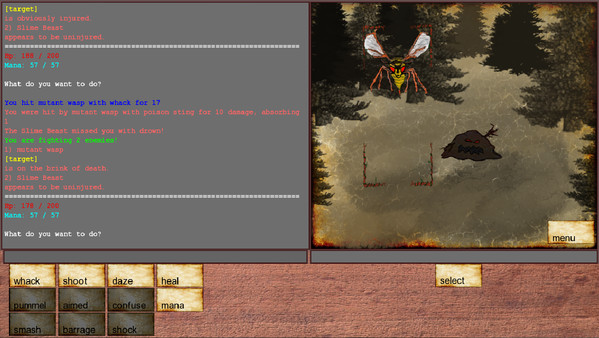 [target]
is obviously injured.
2) Slime Beast
appears to be uninjured.
Hp: 188 / 200
Mana: 57 / 57
What do you want to do?
You hit mutant wasp with whack for 17
You were hit by mutant wasp with poison sting for 10 damage, absorbing
1
The Slime Beast missed you with drown!
You are fighting 2 enemies!
1) mutant wasp
[target]
is on the brink of death.
2) Slime Beast
appears to be uninjured.
Hp: 178 / 200
Mana: 57 / 57
What do you want to do?
menu
whack
shoot
daze
heal
select
pummel
aimed
confuse
mana
smash
barrage
shock